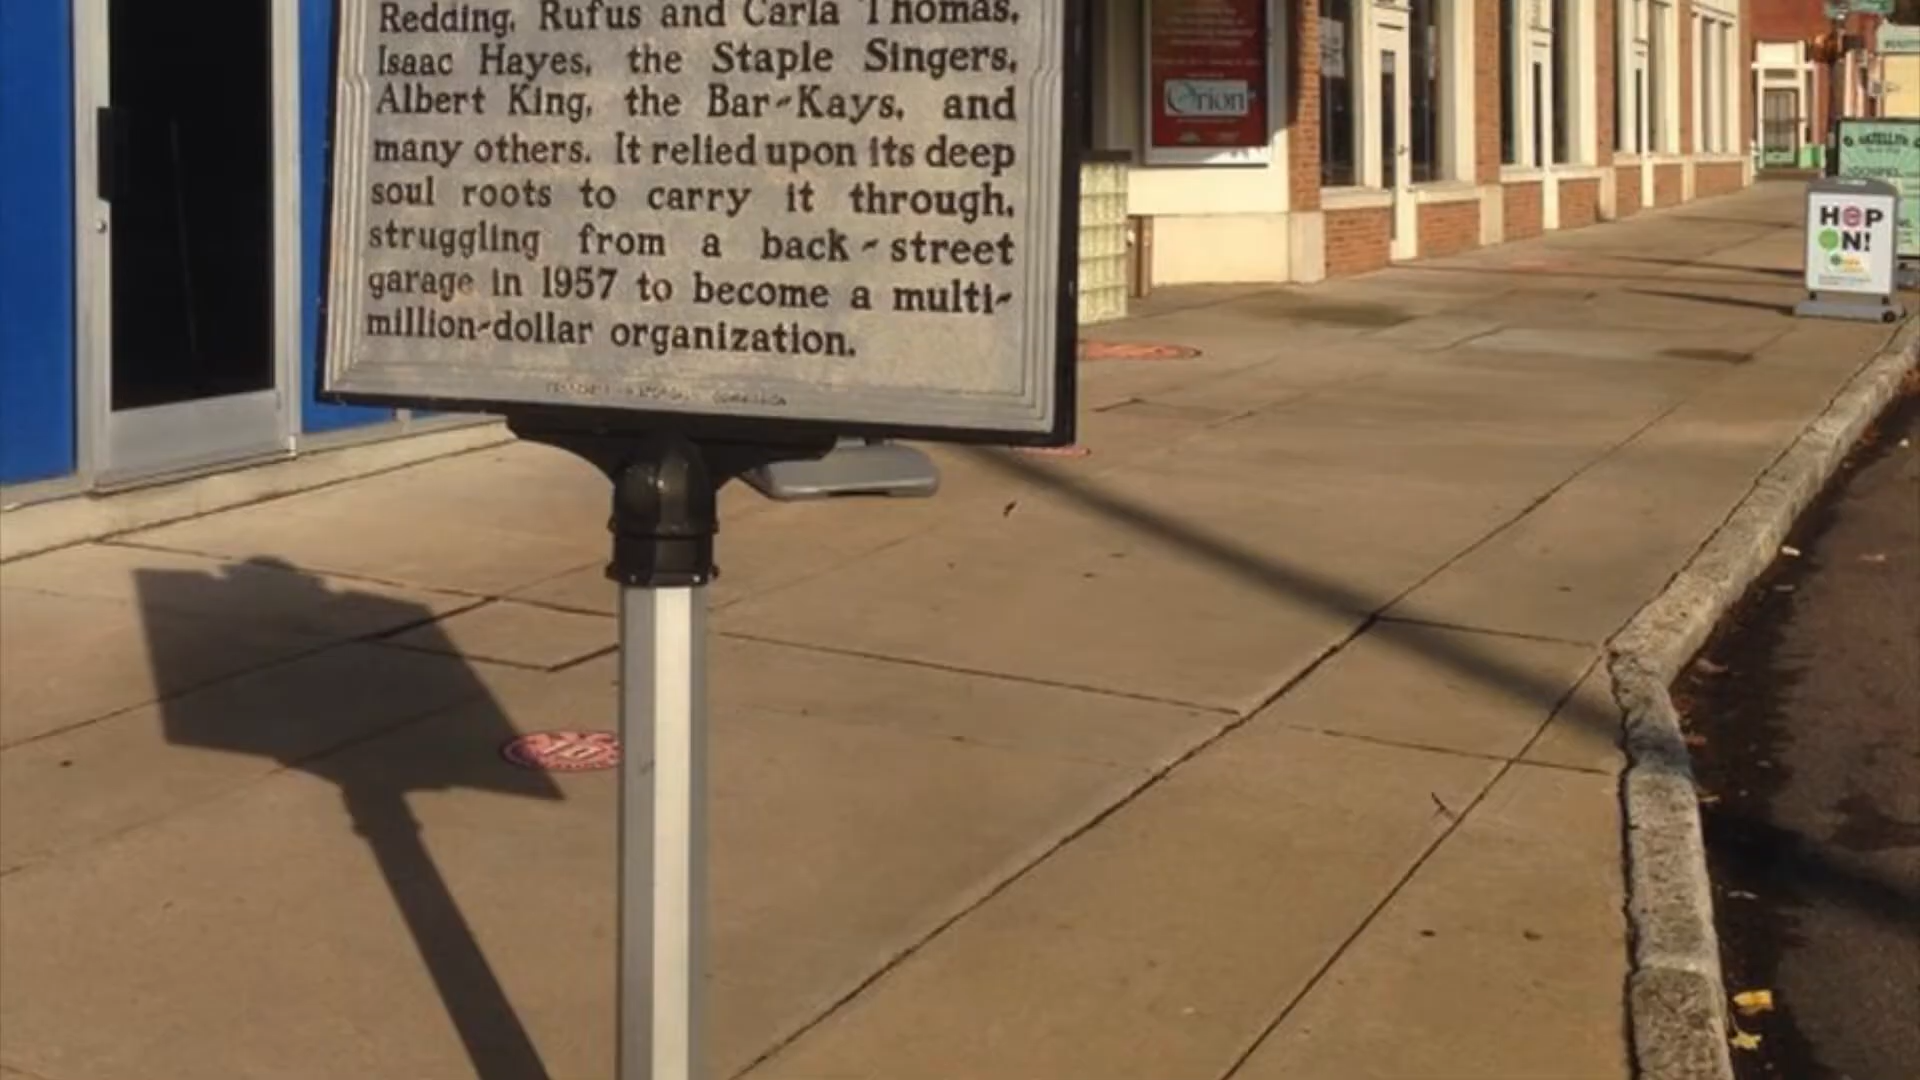 Redding, Rufus and Carla Thomas,
Isaac Hayes, the Staple Singers,
Albert King, the Bar-Kays, and
many others. It relied upon its deep
soul roots to carry it through,
struggling from a back-street
garage in 1957 to become a multi-
million-dollar organization.
Orion
HOP
ON!